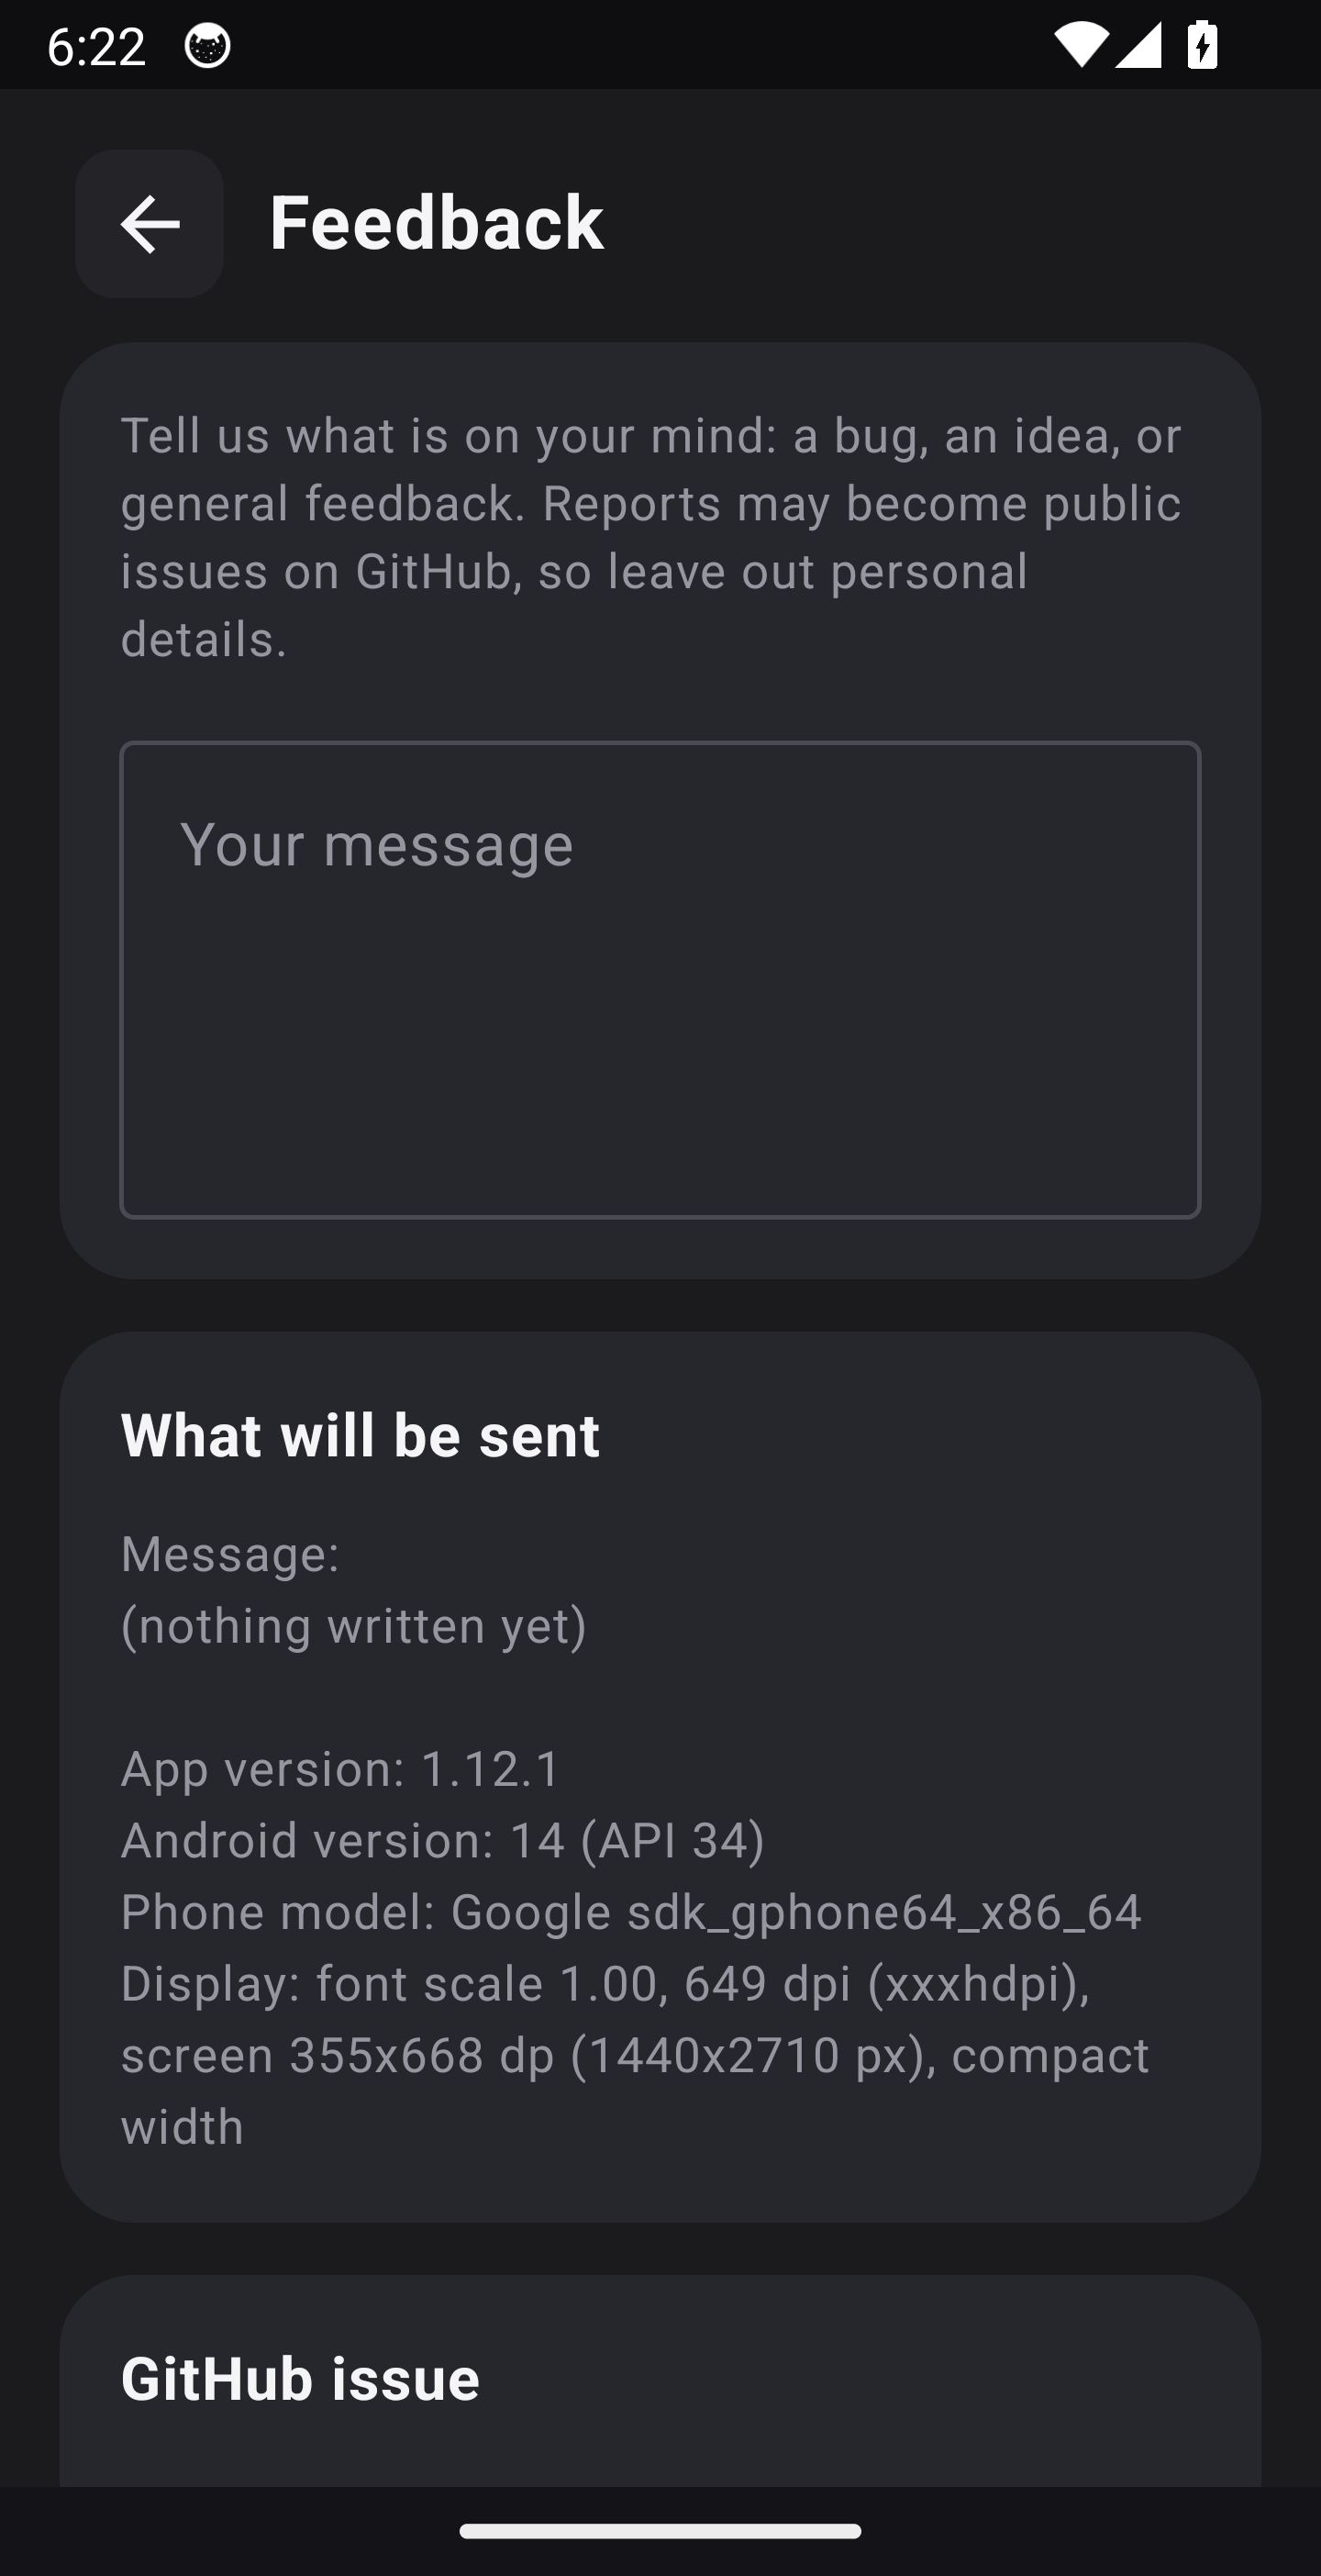 6:22
Feedback
Tell us what is on your mind: a bug, an idea, or
general feedback. Reports may become public
issues on GitHub, so leave out personal
details.
Your message
What will be sent
Message:
(nothing written yet)
App version: 1.12.1
Android version: 14 (API 34)
Phone model: Google sdk_gphone64_x86_64
Display: font scale 1.00, 649 dpi (xxxhdpi),
screen 355x668 dp (1440x2710 px), compact
width
GitHub issue